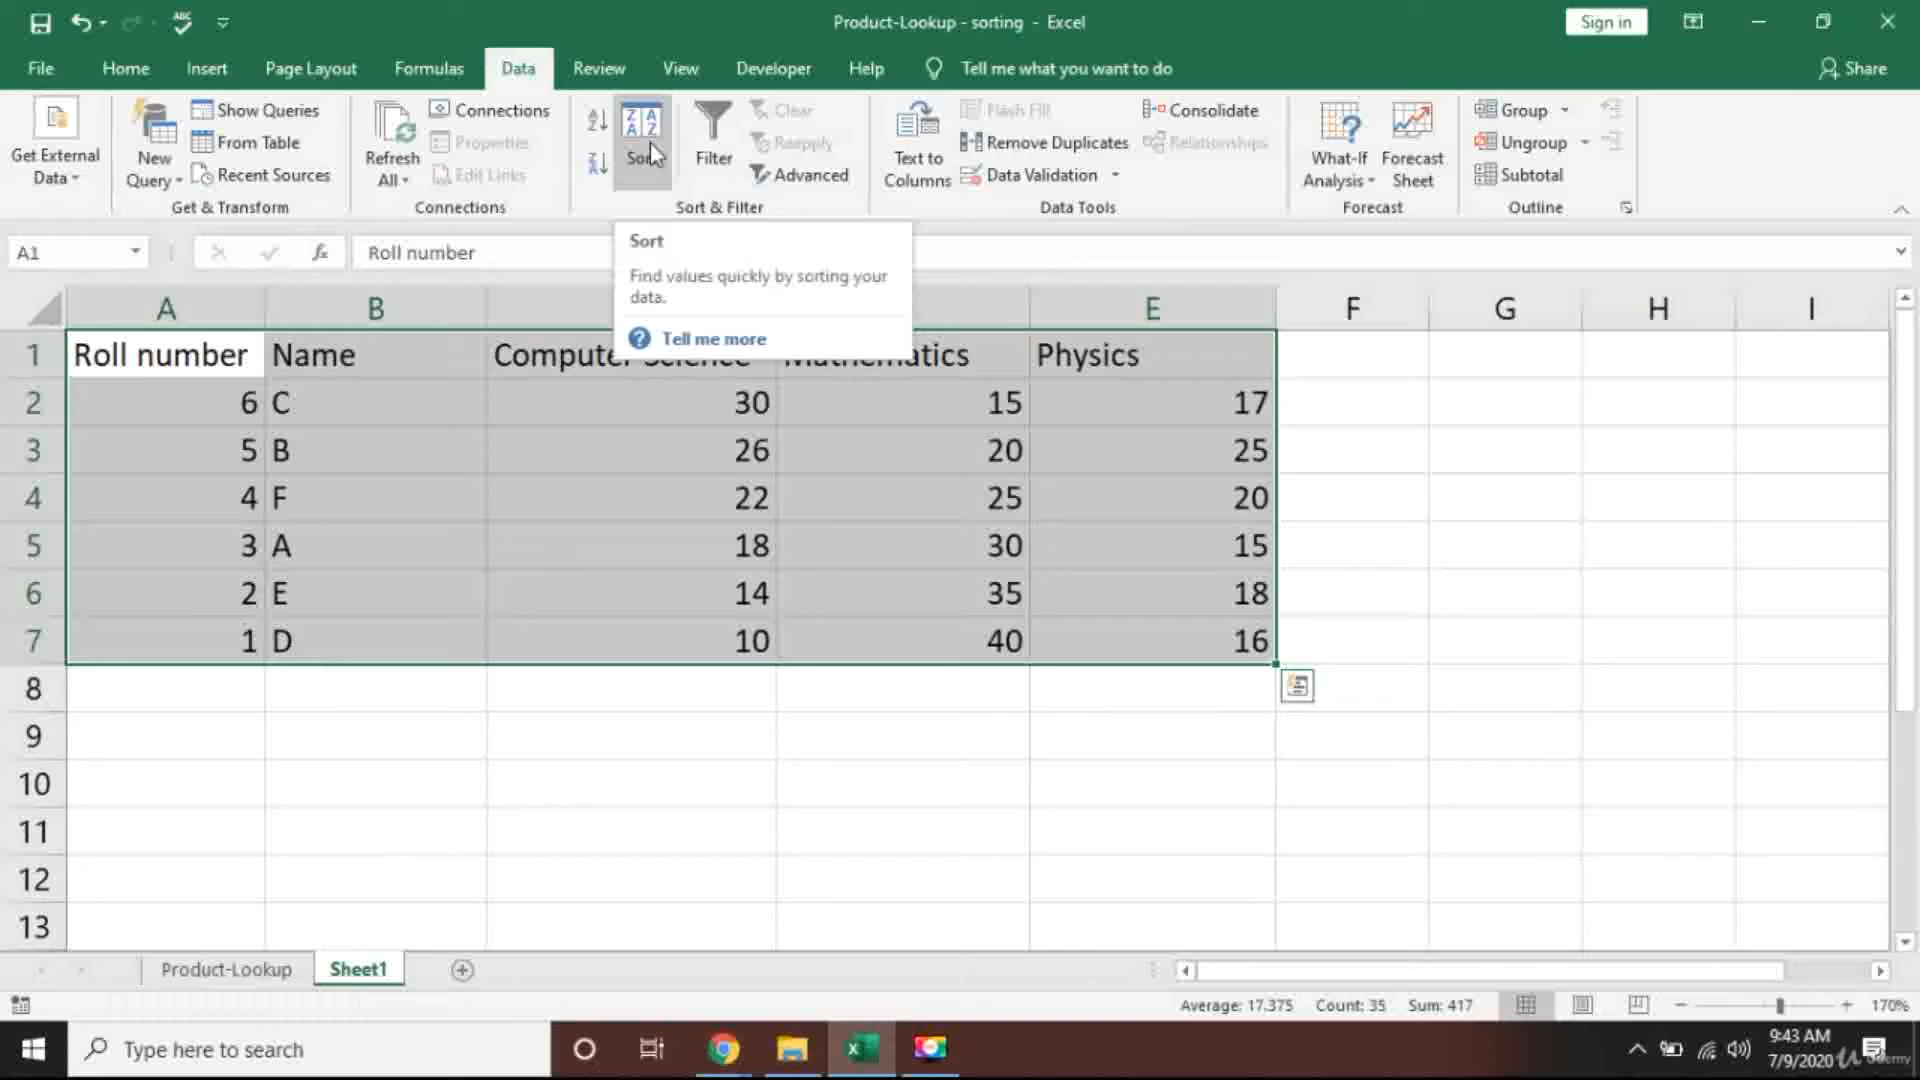 Product-Lookup - sorting - Excel
Sign in
File Home Insert Page Layout Formulas Data Review View Developer Help Tell me what you want to do Share
Get External Data
New Query
Show Queries
From Table
Recent Sources
Get & Transform
Refresh All
Connections
Properties
Edit Links
Connections
Sort
Filter
Clear
Reapply
Advanced
Sort & Filter
Text to Columns
Flash Fill
Remove Duplicates
Data Validation
Consolidate
Relationships
Data Tools
What-If Analysis
Forecast Sheet
Forecast
Group
Ungroup
Subtotal
Outline
A1 fx Roll number
Sort
Find values quickly by sorting your
data.
Tell me more
A B E F G H I
1 Roll number Name Computer Science Mathematics Physics
2 6 C 30 15 17
3 5 B 26 20 25
4 4 F 22 25 20
5 3 A 18 30 15
6 2 E 14 35 18
7 1 D 10 40 16
8
9
10
11
12
13
Product-Lookup Sheet1
Average: 17.375 Count: 35 Sum: 417 170%
Type here to search
9:43 AM
7/9/2020
Udemy